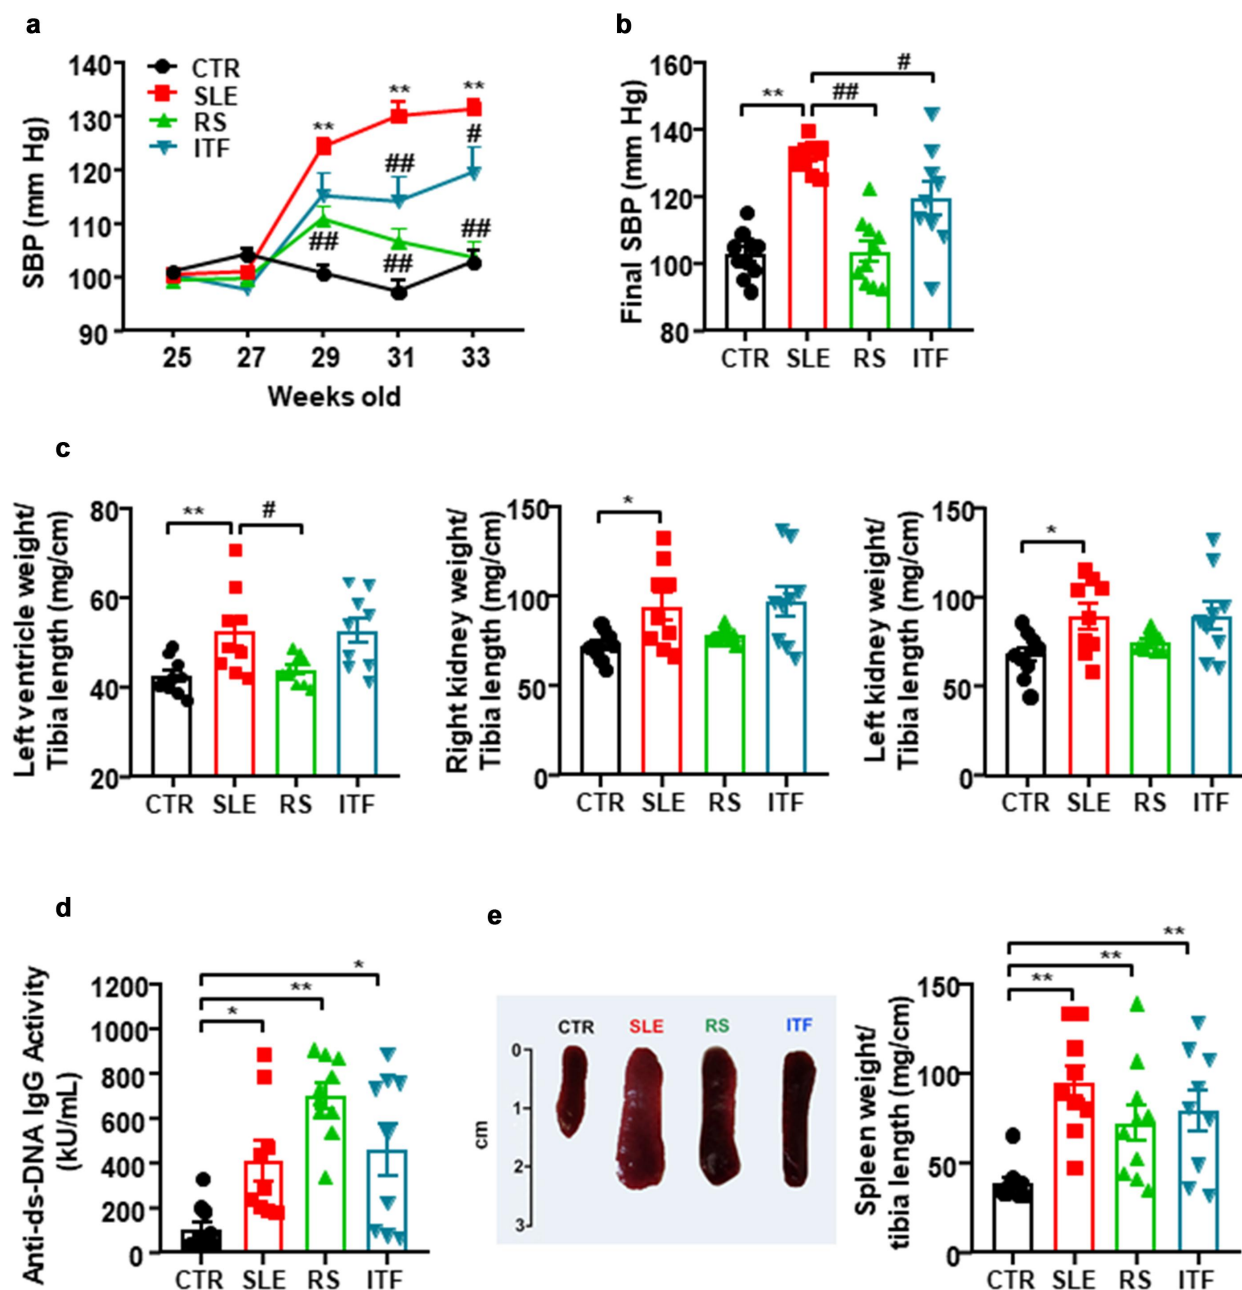 a
140
130
120
110
100
90
SBP (mm Hg)
CTR
SLE
RS
ITF
**
**
**
#
##
##
##
##
25 27 29 31 33
Weeks old
b
160
140
120
100
80
Final SBP (mm Hg)
** ## #
CTR SLE RS ITF
c
80
60
40
20
Left ventricle weight/
Tibia length (mg/cm)
** #
CTR SLE RS ITF
150
100
50
0
Right kidney weight/
Tibia length (mg/cm)
*
CTR SLE RS ITF
150
100
50
0
Left kidney weight/
Tibia length (mg/cm)
*
CTR SLE RS ITF
d
1200
1000
800
600
400
200
0
Anti-ds-DNA IgG Activity
(kU/mL)
*
**
*
CTR SLE RS ITF
e
CTR SLE RS ITF
0
1
2
3
cm
150
100
50
0
Spleen weight/
tibia length (mg/cm)
**
**
**
CTR SLE RS ITF